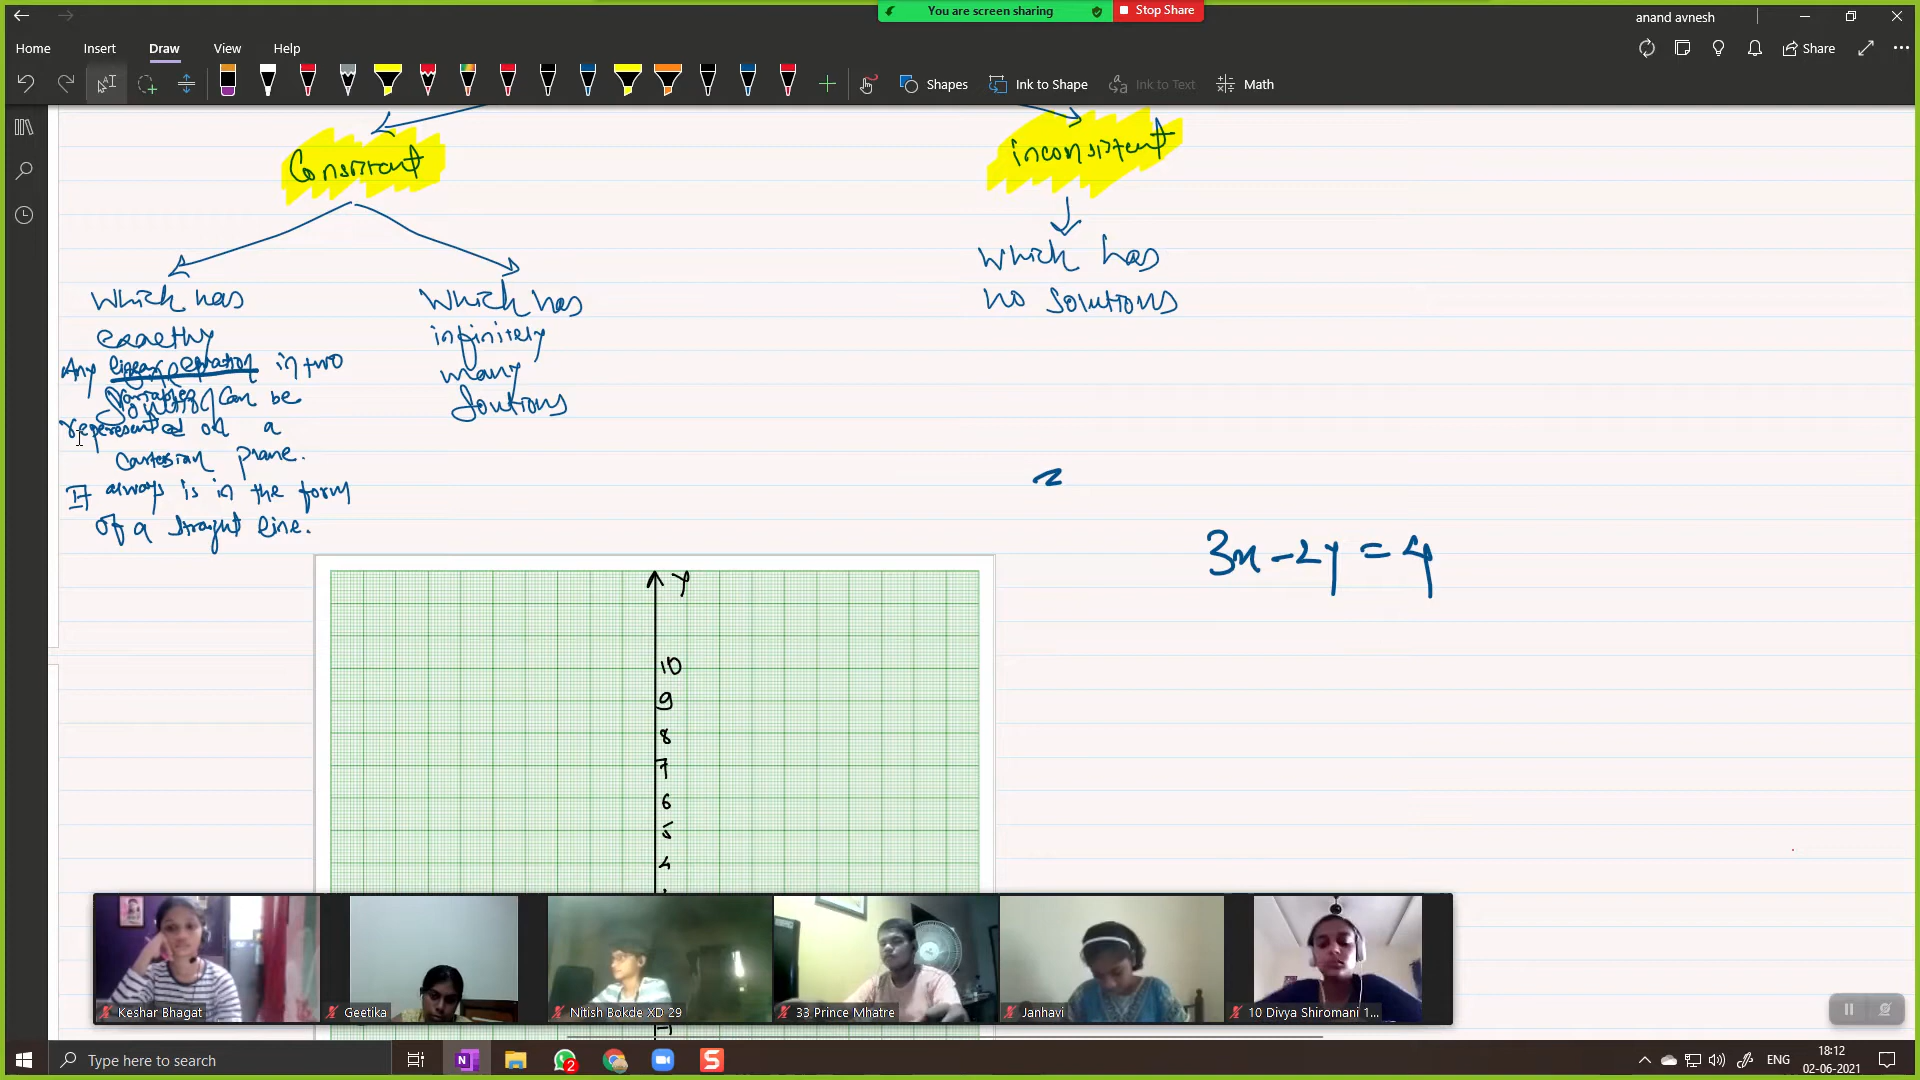 You are screen sharing
Stop Share
anand avnesh
Home Insert Draw View Help
Share
Shapes
Ink to Shape
Ink to Text
Math
Consistent
inconsistent
Which has
exactly
Which has
infinitely
many
Soutions
Which has
no solutions
Any linear equation in two
variables can be
repersented on a
Cartesian plane.
It always is in the form
of a straight line.
3x - 2y = 4
y
10
9
8
7
6
5
4
Keshar Bhagat
Geetika
Nitish Bokde XD 29
33 Prince Mhatre
Janhavi
10 Divya Shiromani 1...
Type here to search
2
ENG
18:12
02-06-2021